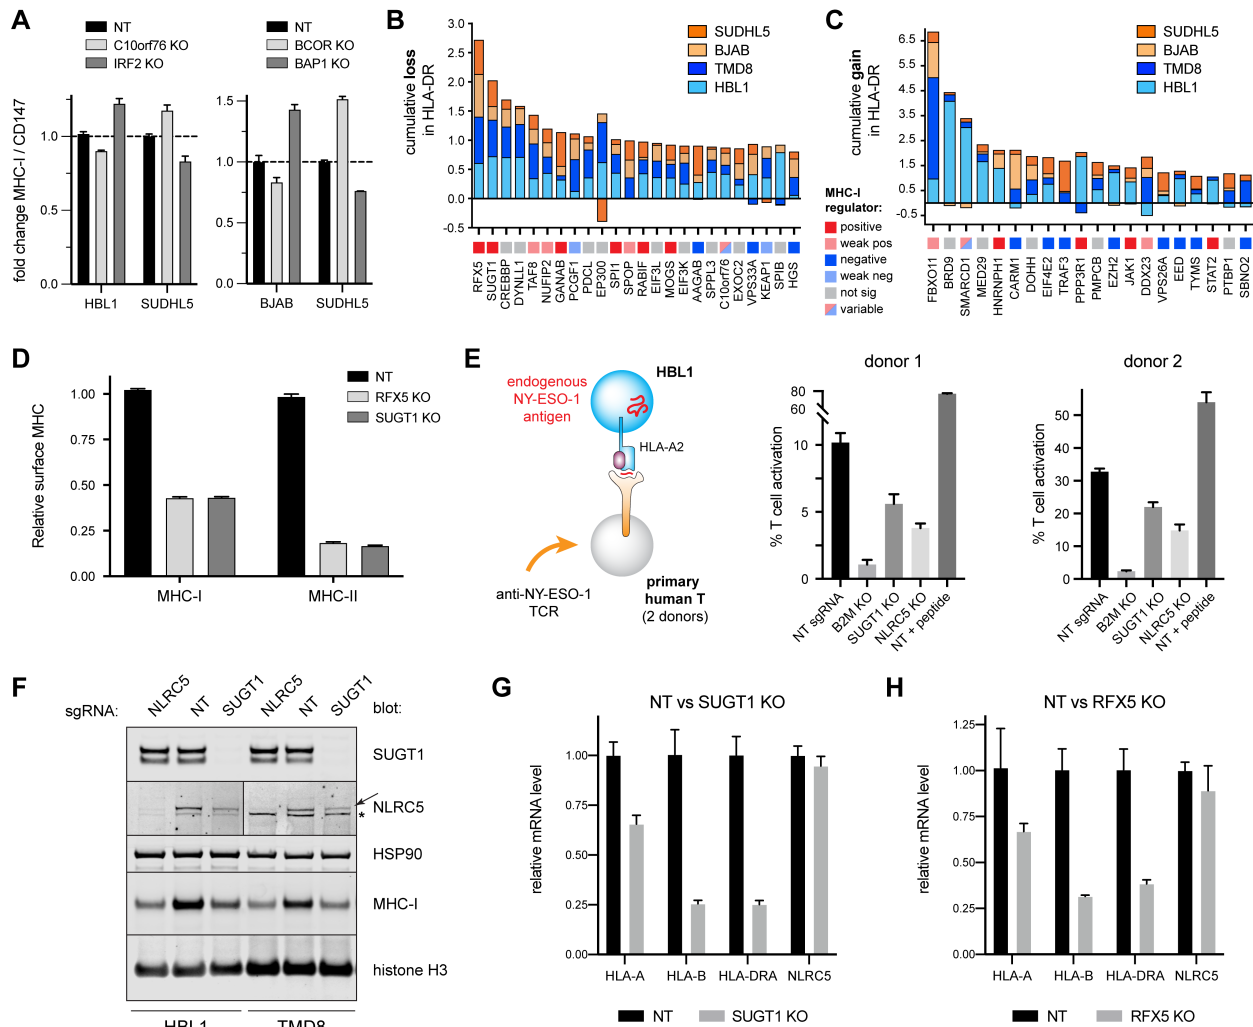 A
NT
C10orf76 KO
IRF2 KO
NT
BCOR KO
BAP1 KO
fold change MHC-I / CD147
1.0
0.5
0.0
HBL1
SUDHL5
1.5
1.0
0.5
0.0
BJAB
SUDHL5
B
cumulative loss
in HLA-DR
3.0
2.5
2.0
1.5
1.0
0.5
0.0
-0.5
SUDHL5
BJAB
TMD8
HBL1
RFX5
SUGT1
CREBBP
DYNLL1
TAF8
NUFIP2
GANAB
PCGF1
PDCL
EP300
SPI1
SPOP
RABIF
EIF3L
MOGS
EIF3K
AAGAB
SPPL3
C10orf76
EXOC2
VPS33A
KEAP1
SPIB
HGS
C
cumulative gain
in HLA-DR
6.5
5.5
4.5
3.5
2.5
1.5
0.5
-0.5
SUDHL5
BJAB
TMD8
HBL1
MHC-I
regulator:
positive
weak pos
negative
weak neg
not sig
variable
FBXO11
BRD9
SMARCD1
MED29
HNRNPH1
CARM1
DOHH
EIF4E2
TRAF3
PPP3R1
PMPCB
EZH2
JAK1
DDX23
VPS26A
EED
TYMS
STAT2
PTBP1
SBNO2
D
Relative surface MHC
1.00
0.75
0.50
0.25
0.00
NT
RFX5 KO
SUGT1 KO
MHC-I
MHC-II
E
endogenous
NY-ESO-1
antigen
HBL1
HLA-A2
anti-NY-ESO-1
TCR
primary
human T
(2 donors)
donor 1
% T cell activation
80
60
10
5
0
NT sgRNA
B2M KO
SUGT1 KO
NLRC5 KO
NT + peptide
donor 2
% T cell activation
50
40
30
20
10
0
NT sgRNA
B2M KO
SUGT1 KO
NLRC5 KO
NT + peptide
F
sgRNA:
NLRC5
NT
SUGT1
NLRC5
NT
SUGT1
blot:
SUGT1
NLRC5
*
HSP90
MHC-I
histone H3
HBL1
TMD8
G
NT vs SUGT1 KO
relative mRNA level
1.00
0.75
0.50
0.25
0.00
HLA-A
HLA-B
HLA-DRA
NLRC5
NT
SUGT1 KO
H
NT vs RFX5 KO
relative mRNA level
1.25
1.00
0.75
0.50
0.25
0.00
HLA-A
HLA-B
HLA-DRA
NLRC5
NT
RFX5 KO